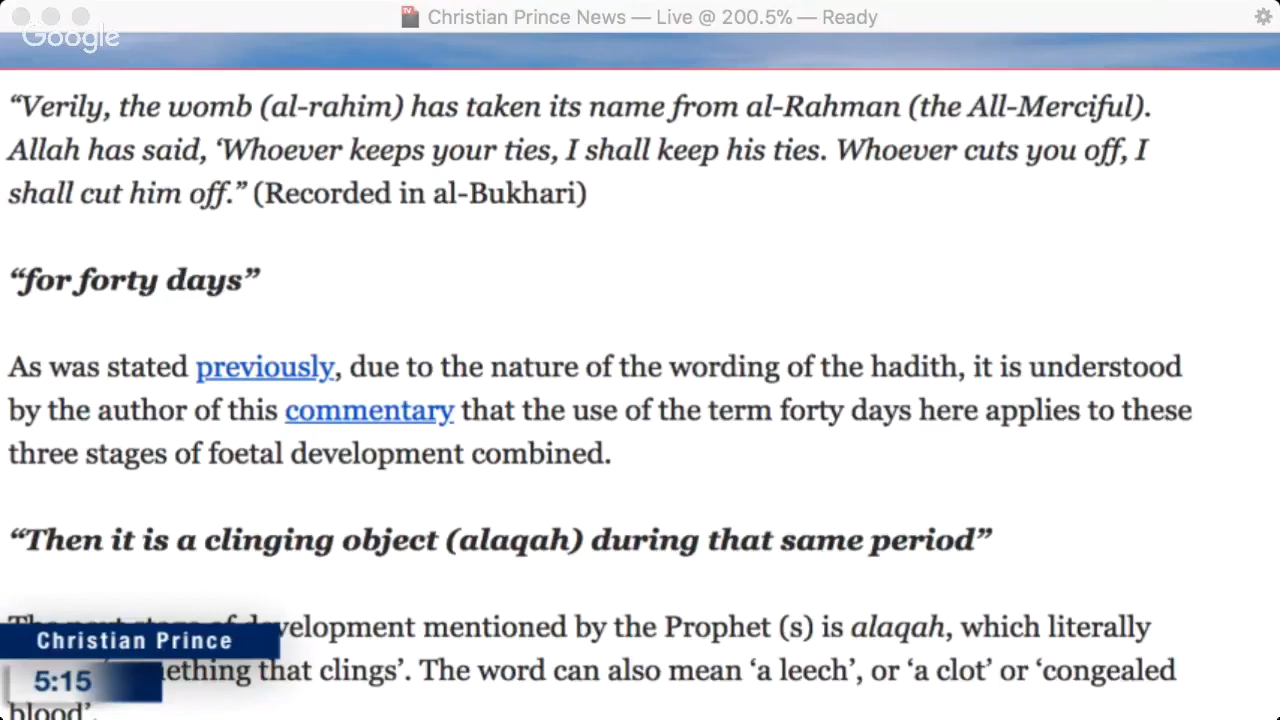 Christian Prince News — Live @ 200.5% — Ready
Google
“Verily, the womb (al-rahim) has taken its name from al-Rahman (the All-Merciful).
Allah has said, ‘Whoever keeps your ties, I shall keep his ties. Whoever cuts you off, I
shall cut him off.” (Recorded in al-Bukhari)
“for forty days”
As was stated previously, due to the nature of the wording of the hadith, it is understood
by the author of this commentary that the use of the term forty days here applies to these
three stages of foetal development combined.
“Then it is a clinging object (alaqah) during that same period”
The next stage of development mentioned by the Prophet (s) is alaqah, which literally
that clings’. The word can also mean ‘a leech’, or ‘a clot’ or ‘congealed
blood’.
Christian Prince
5:15